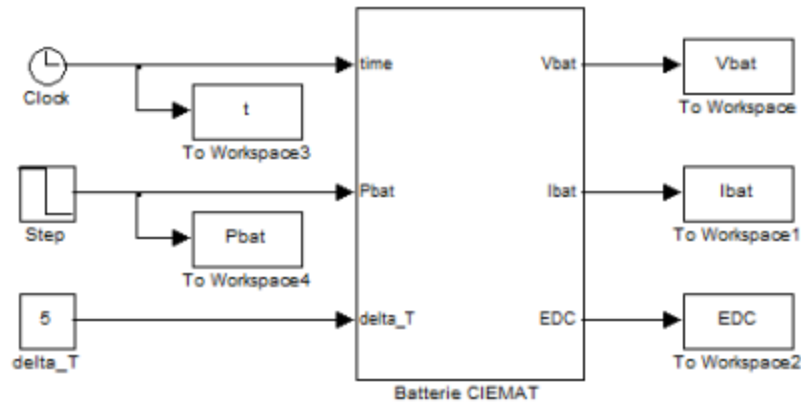 time
Vbat
Vbat
Clock
t
To Workspace
To Workspace3
Pbat
Ibat
Ibat
Step
Pbat
To Workspace1
To Workspace4
5
delta_T
EDC
EDC
delta_T
To Workspace2
Batterie CIEMAT